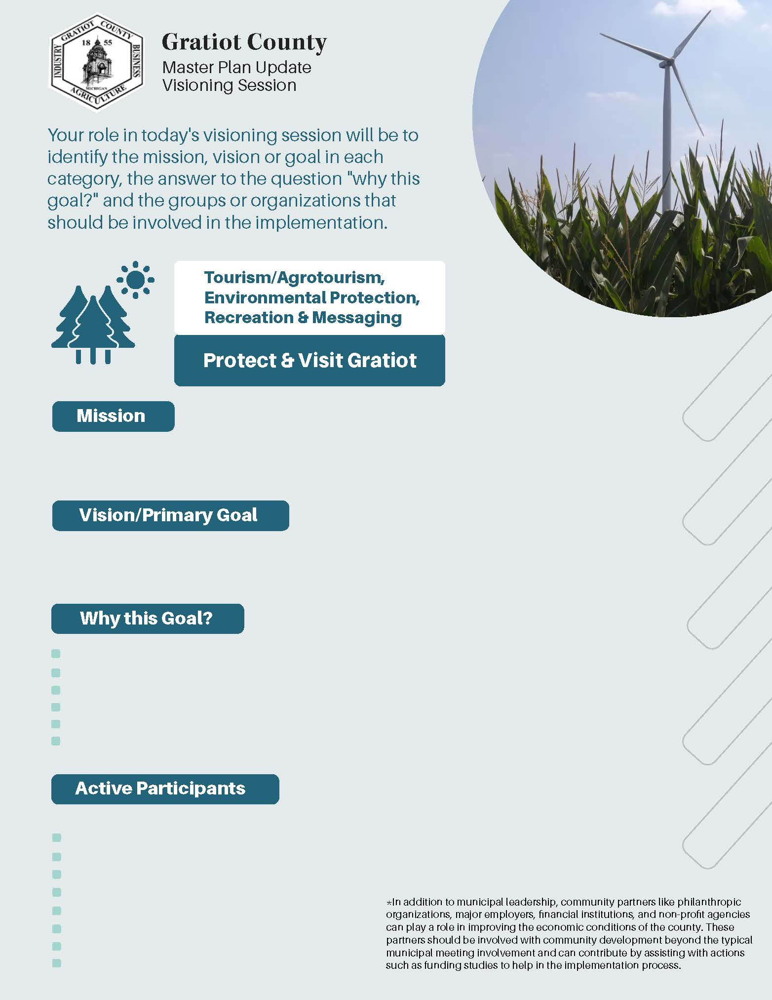 GRATIOT COUNTY
INDUSTRY
BUSINESS
18 55
MICHIGAN
AGRICULTURE
Gratiot County
Master Plan Update
Visioning Session
Your role in today's visioning session will be to
identify the mission, vision or goal in each
category, the answer to the question "why this
goal?" and the groups or organizations that
should be involved in the implementation.
Tourism/Agrotourism,
Environmental Protection,
Recreation & Messaging
Protect & Visit Gratiot
Mission
Vision/Primary Goal
Why this Goal?
Active Participants
*In addition to municipal leadership, community partners like philanthropic
organizations, major employers, financial institutions, and non-profit agencies
can play a role in improving the economic conditions of the county. These
partners should be involved with community development beyond the typical
municipal meeting involvement and can contribute by assisting with actions
such as funding studies to help in the implementation process.